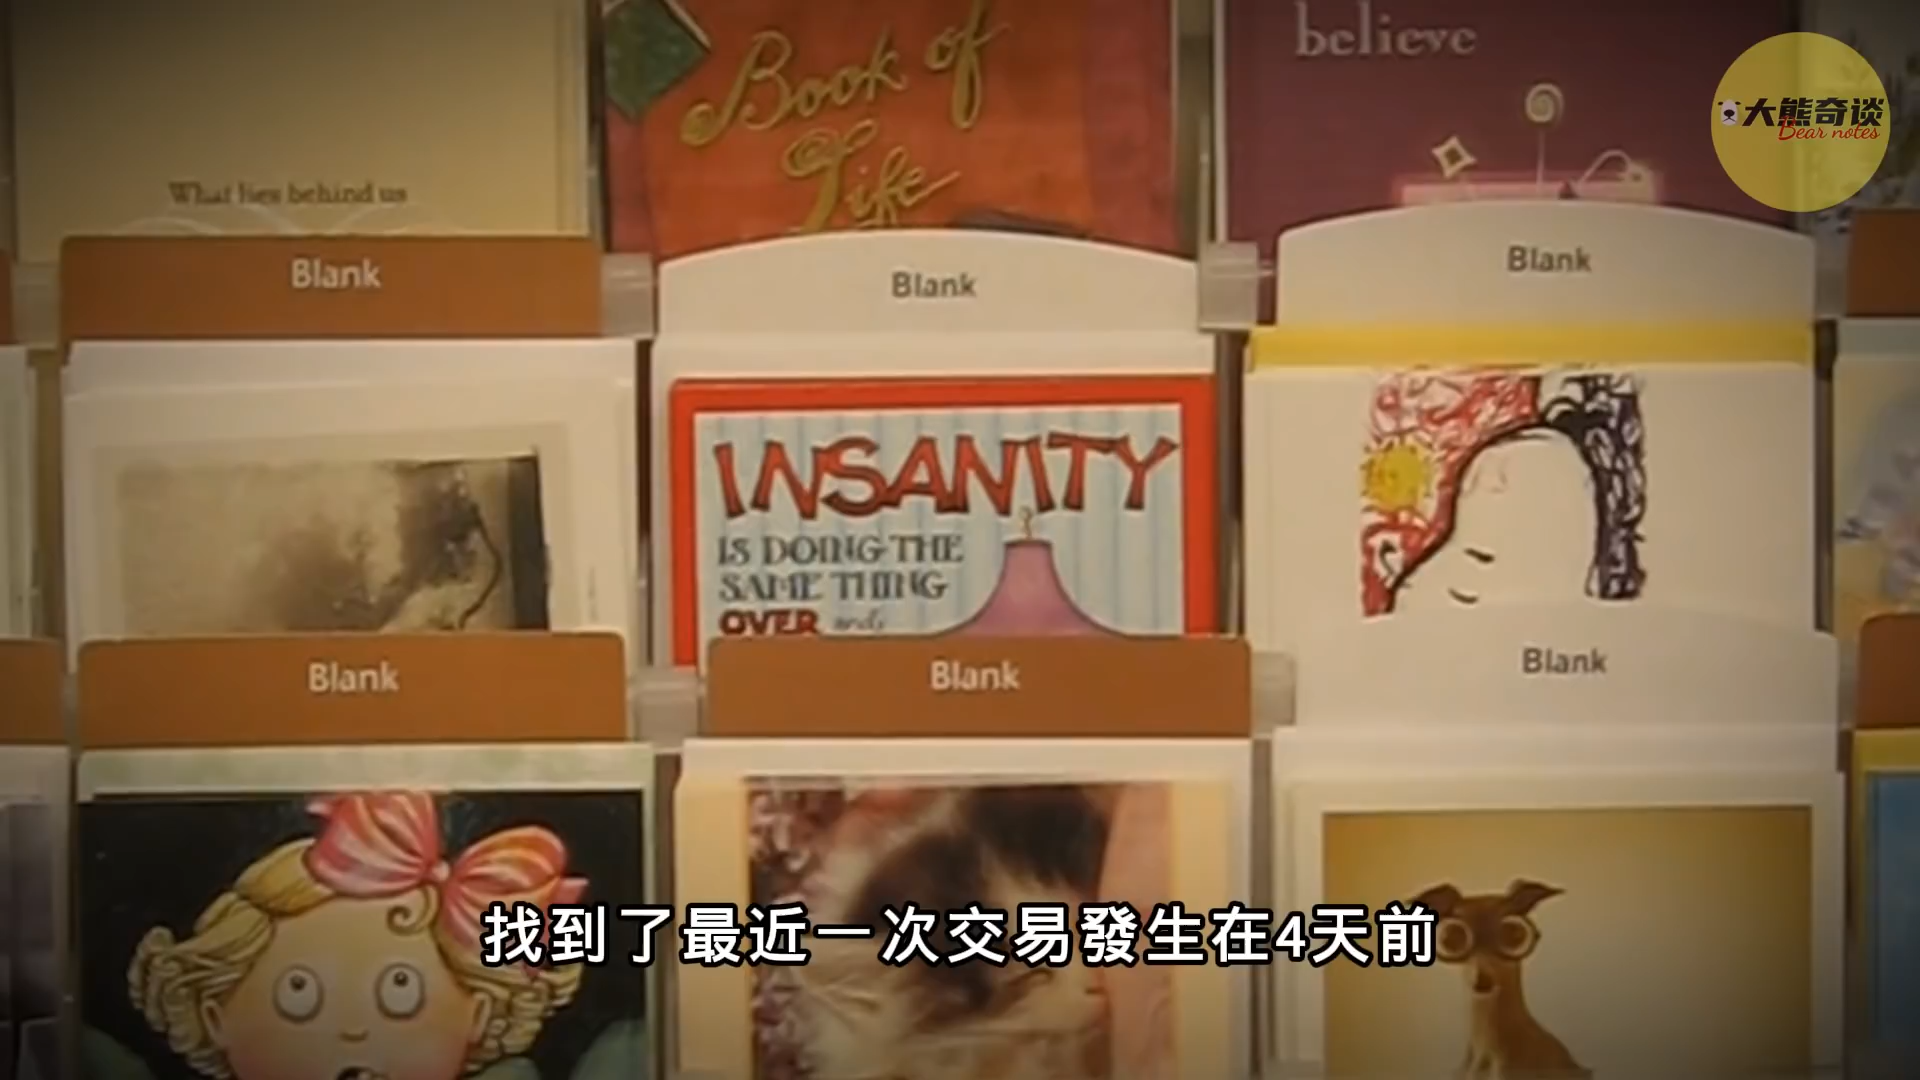 Book of
Life
believe
大熊奇谈
Bear notes
What lies behind us
Blank
Blank
Blank
INSANITY
IS DOING THE
SAME THING
OVER and
Blank
Blank
Blank
找到了最近一次交易發生在4天前